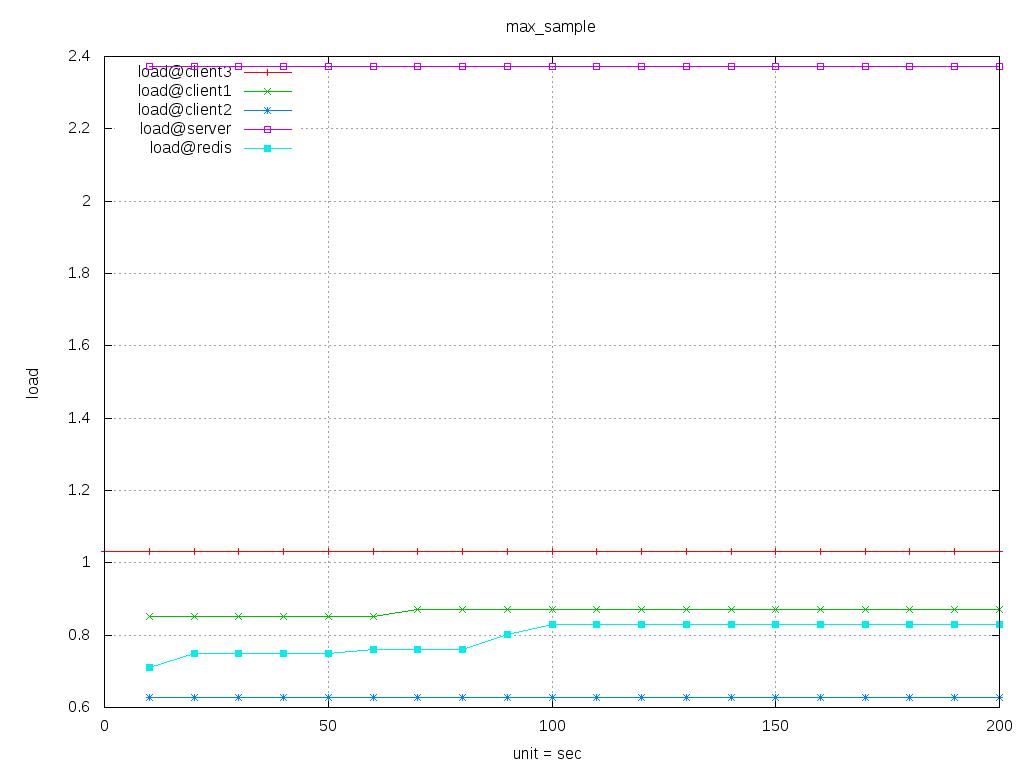 max_sample
2.4
2.2
2
1.8
1.6
1.4
1.2
1
0.8
0.6
load
load@client3
load@client1
load@client2
load@server
load@redis
0 50 100 150 200
unit = sec